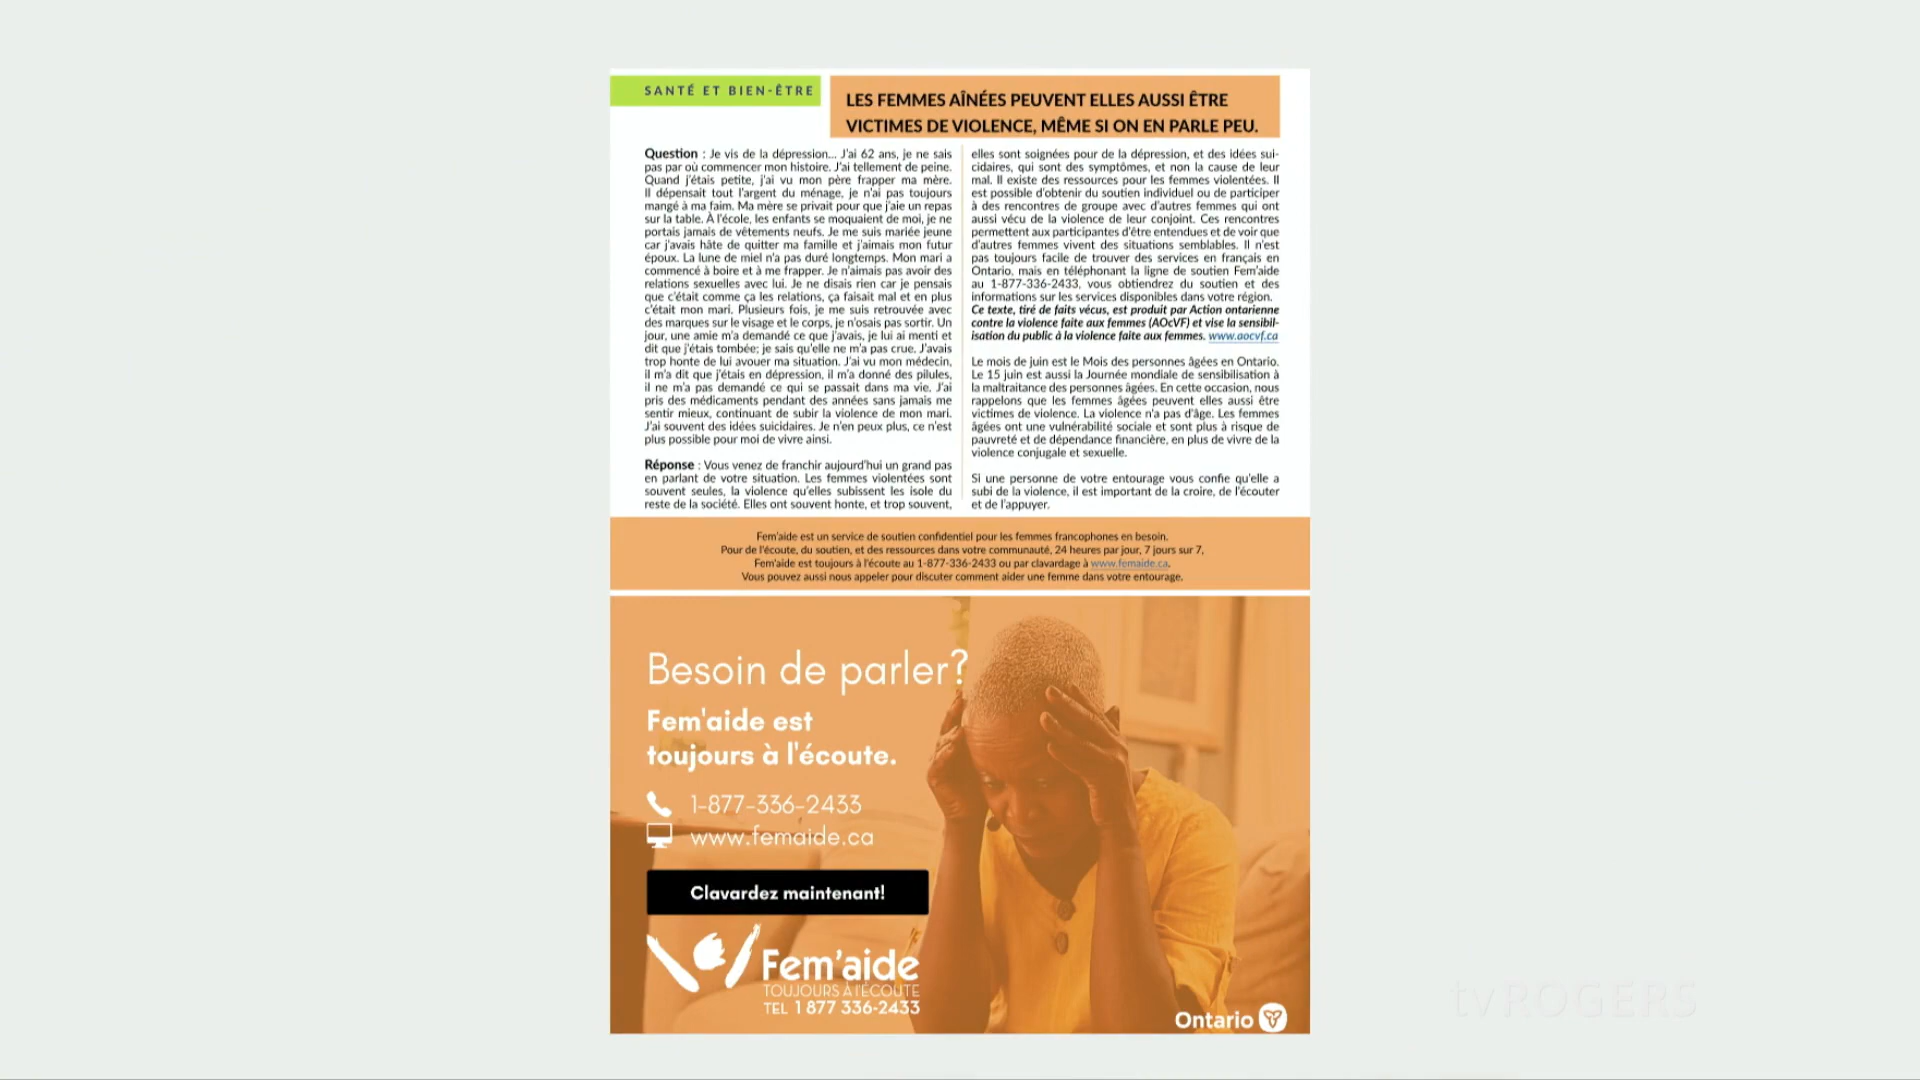 SANTÉ ET BIEN-ÊTRE
LES FEMMES AÎNÉES PEUVENT ELLES AUSSI ÊTRE
VICTIMES DE VIOLENCE, MÊME SI ON EN PARLE PEU.
Question : Je vis de la dépression... J'ai 62 ans, je ne sais
pas par où commencer mon histoire. J'ai tellement de peine.
Quand j'étais petite, j'ai vu mon père frapper ma mère.
Il dépensait tout l'argent du ménage, je n'ai pas toujours
mangé à ma faim. Ma mère se privait pour que j'aie un repas
sur la table. À l'école, les enfants se moquaient de moi, je ne
portais jamais de vêtements neufs. Je me suis mariée jeune
car j'avais hâte de quitter ma famille et j'aimais mon futur
époux. La lune de miel n'a pas duré longtemps. Mon mari a
commencé à boire et à me frapper. Je n'aimais pas avoir des
relations sexuelles avec lui. Je ne disais rien car je pensais
que c'était comme ça les relations, ça faisait mal et en plus
c'était mon mari. Plusieurs fois, je me suis retrouvée avec
des marques sur le visage et le corps, je n'osais pas sortir. Un
jour, une amie m'a demandé ce que j'avais, je lui ai menti et
dit que j'étais tombée; je sais qu'elle ne m'a pas crue. J'avais
trop honte de lui avouer ma situation. J'ai vu mon médecin,
il m'a dit que j'étais en dépression, il m'a donné des pilules,
il ne m'a pas demandé ce qui se passait dans ma vie. J'ai
pris des médicaments pendant des années sans jamais me
sentir mieux, continuant de subir la violence de mon mari.
J'ai souvent des idées suicidaires. Je n'en peux plus, ce n'est
plus possible pour moi de vivre ainsi.
Réponse : Vous venez de franchir aujourd'hui un grand pas
en parlant de votre situation. Les femmes violentées sont
souvent seules, la violence qu'elles subissent les isole du
reste de la société. Elles ont souvent honte, et trop souvent,
elles sont soignées pour de la dépression, et des idées sui-
cidaires, qui sont des symptômes, et non la cause de leur
mal. Il existe des ressources pour les femmes violentées. Il
est possible d'obtenir du soutien individuel ou de participer
à des rencontres de groupe avec d'autres femmes qui ont
aussi vécu de la violence de leur conjoint. Ces rencontres
permettent aux participantes d'être entendues et de voir que
d'autres femmes vivent des situations semblables. Il n'est
pas toujours facile de trouver des services en français en
Ontario, mais en téléphonant la ligne de soutien Fem'aide
au 1-877-336-2433, vous obtiendrez du soutien et des
informations sur les services disponibles dans votre région.
Ce texte, tiré de faits vécus, est produit par Action ontarienne
contre la violence faite aux femmes (AOcVF) et vise la sensibil-
isation du public à la violence faite aux femmes. www.aocvf.ca
Le mois de juin est le Mois des personnes âgées en Ontario.
Le 15 juin est aussi la Journée mondiale de sensibilisation à
la maltraitance des personnes âgées. En cette occasion, nous
rappelons que les femmes âgées peuvent elles aussi être
victimes de violence. La violence n'a pas d'âge. Les femmes
âgées ont une vulnérabilité sociale et sont plus à risque de
pauvreté et de dépendance financière, en plus de vivre de la
violence conjugale et sexuelle.
Si une personne de votre entourage vous confie qu'elle a
subi de la violence, il est important de la croire, de l'écouter
et de l'appuyer.
Fem'aide est un service de soutien confidentiel pour les femmes francophones en besoin.
Pour de l'écoute, du soutien, et des ressources dans votre communauté, 24 heures par jour, 7 jours sur 7,
Fem'aide est toujours à l'écoute au 1-877-336-2433 ou par clavardage à www.femaide.ca.
Vous pouvez aussi nous appeler pour discuter comment aider une femme dans votre entourage.
Besoin de parler?
Fem'aide est
toujours à l'écoute.
1-877-336-2433
www.femaide.ca
Clavardez maintenant!
Fem'aide
TOUJOURS À l'ÉCOUTE
TEL 1 877 336-2433
Ontario
tvROGERS